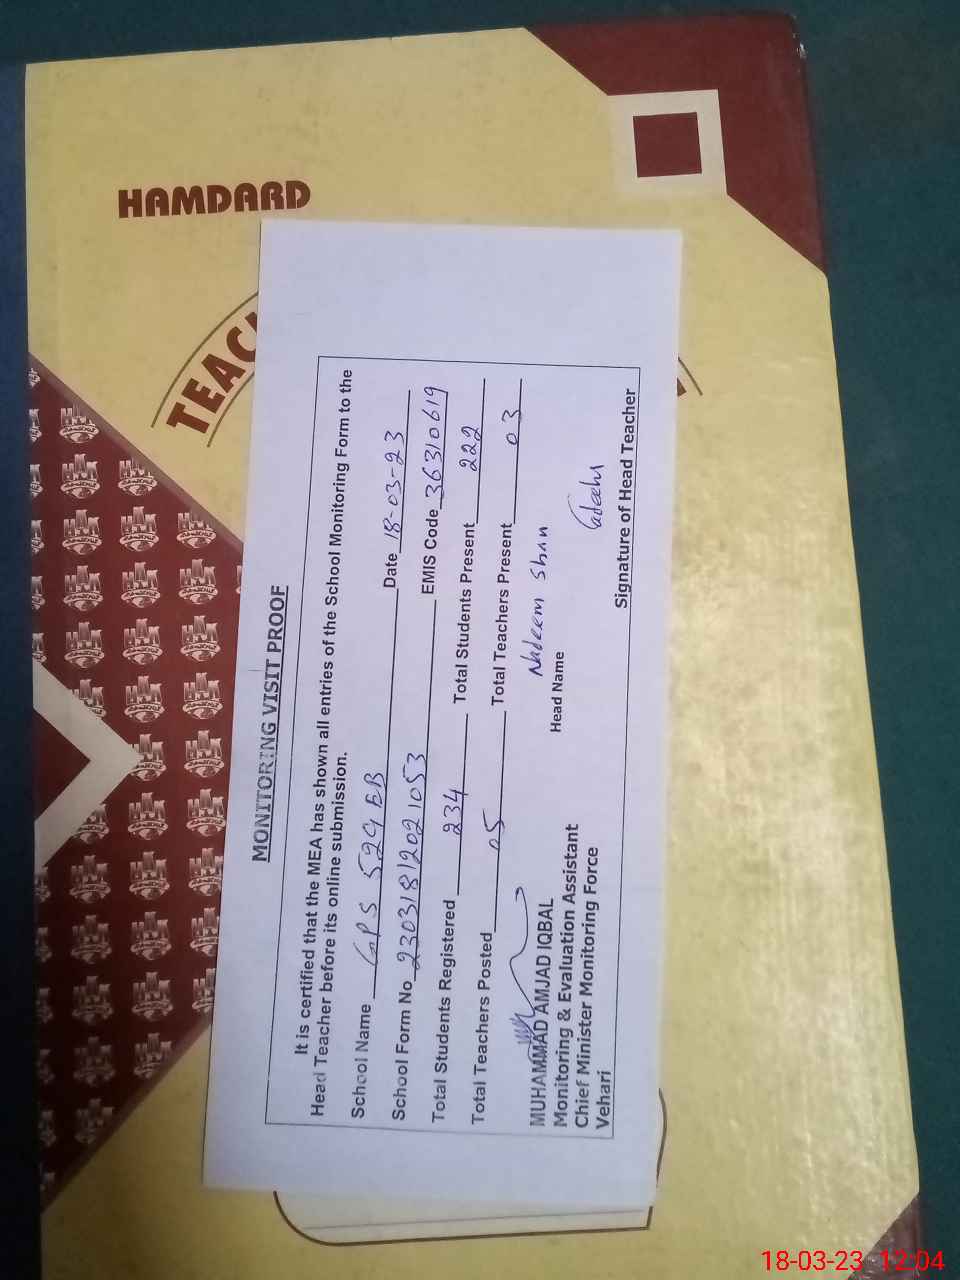 HAMDARD
TEAC
MONITORING VISIT PROOF
It is certified that the MEA has shown all entries of the School Monitoring Form to the
Head Teacher before its online submission.
School Name GPS 529 EB Date 18-03-23
School Form No 23031812021053 EMIS Code 36310619
Total Students Registered 234 Total Students Present 222
Total Teachers Posted 05 Total Teachers Present 03
Nadeem Shan
Head Name
MUHAMMAD AMJAD IQBAL
Monitoring & Evaluation Assistant
Chief Minister Monitoring Force
Vehari
Signature of Head Teacher
18-03-23 12:04